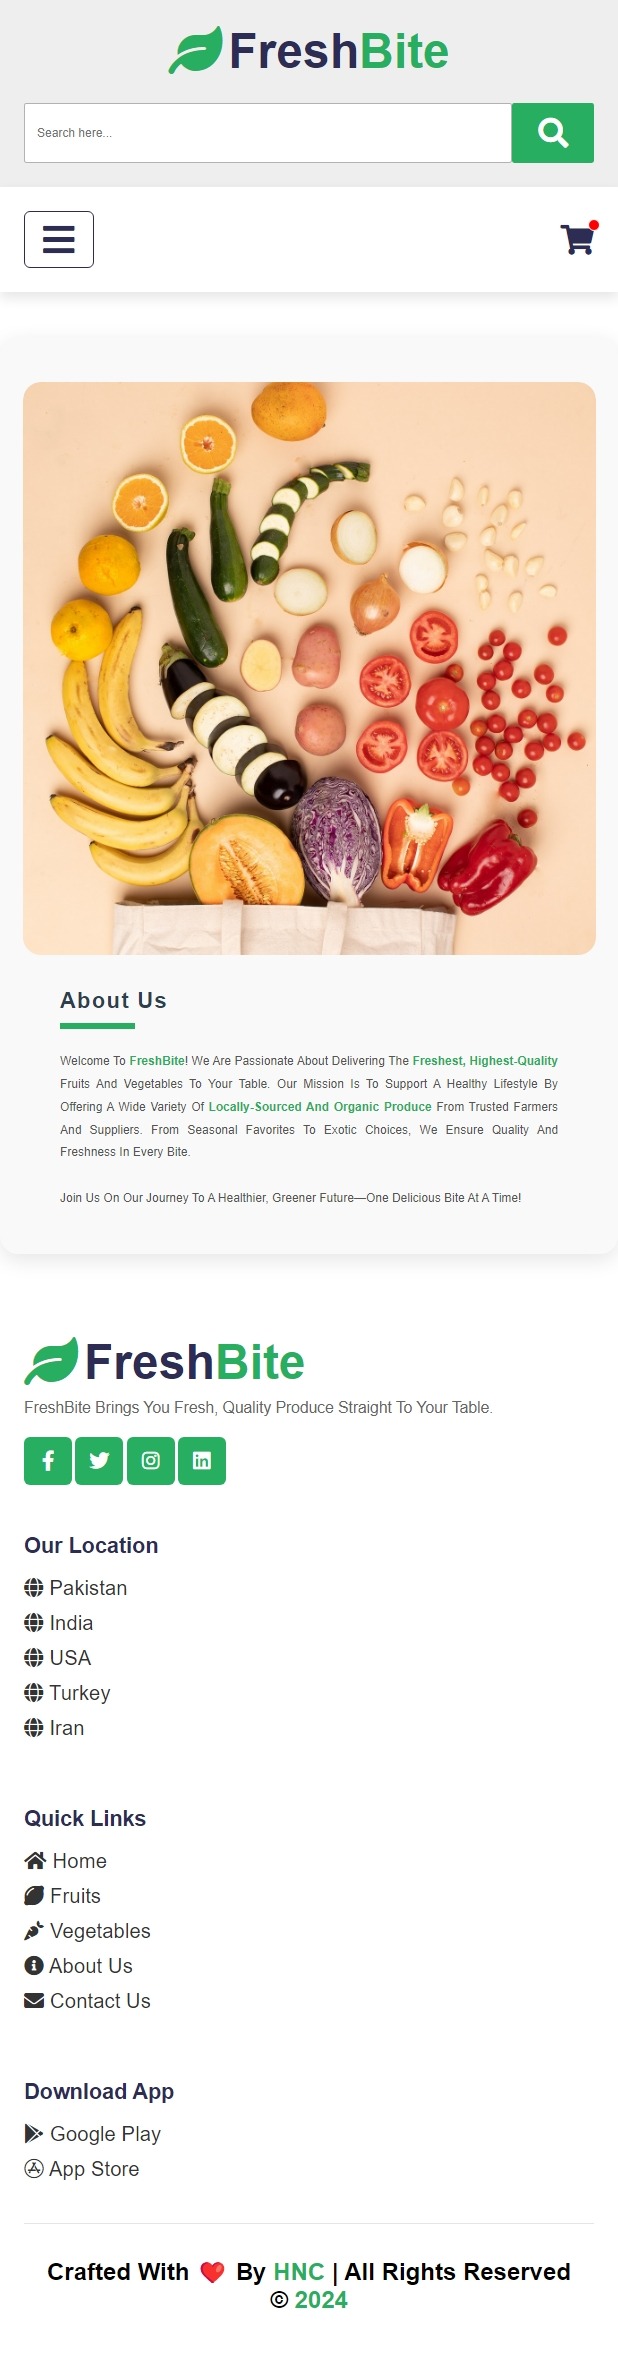 FreshBite
Search here...
About Us
Welcome To FreshBite! We Are Passionate About Delivering The Freshest, Highest-Quality
Fruits And Vegetables To Your Table. Our Mission Is To Support A Healthy Lifestyle By
Offering A Wide Variety Of Locally-Sourced And Organic Produce From Trusted Farmers
And Suppliers. From Seasonal Favorites To Exotic Choices, We Ensure Quality And
Freshness In Every Bite.
Join Us On Our Journey To A Healthier, Greener Future—One Delicious Bite At A Time!
FreshBite
FreshBite Brings You Fresh, Quality Produce Straight To Your Table.
Our Location
Pakistan
India
USA
Turkey
Iran
Quick Links
Home
Fruits
Vegetables
About Us
Contact Us
Download App
Google Play
App Store
Crafted With ❤️ By HNC | All Rights Reserved
© 2024